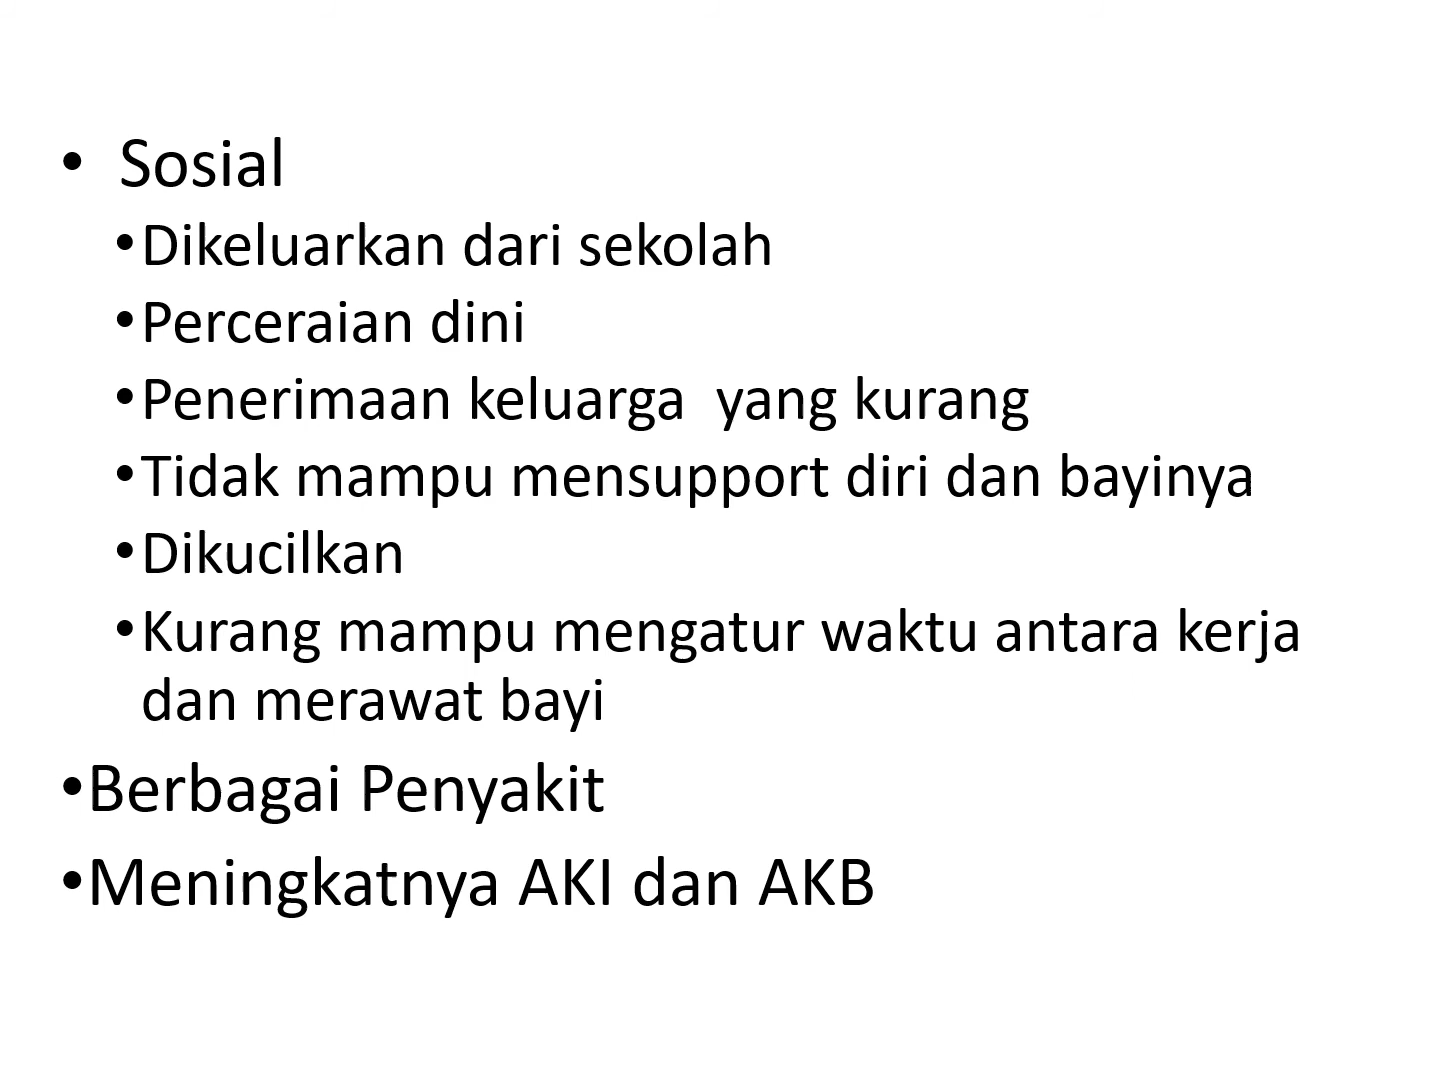 • Sosial
•Dikeluarkan dari sekolah
•Perceraian dini
•Penerimaan keluarga  yang kurang
•Tidak mampu mensupport diri dan bayinya
•Dikucilkan
•Kurang mampu mengatur waktu antara kerja
dan merawat bayi
•Berbagai Penyakit
•Meningkatnya AKI dan AKB